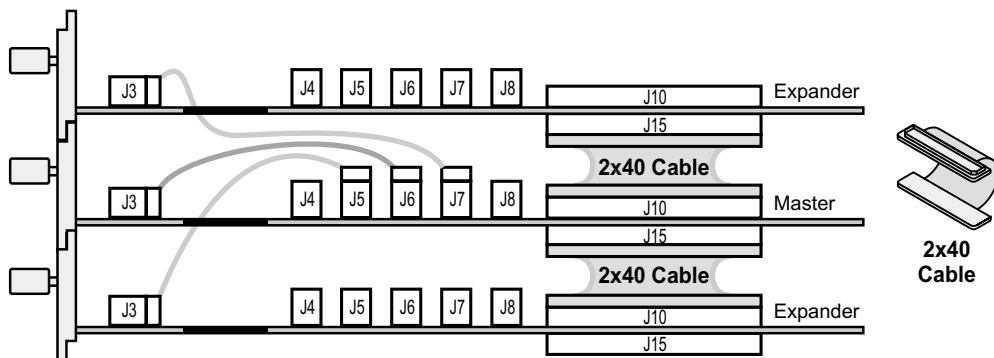 J3 J4 J5 J6 J7 J8 J10 Expander
J15
2x40 Cable
J3 J4 J5 J6 J7 J8 J10 Master
J15
2x40 Cable
J3 J4 J5 J6 J7 J8 J10 Expander
J15
2x40
Cable